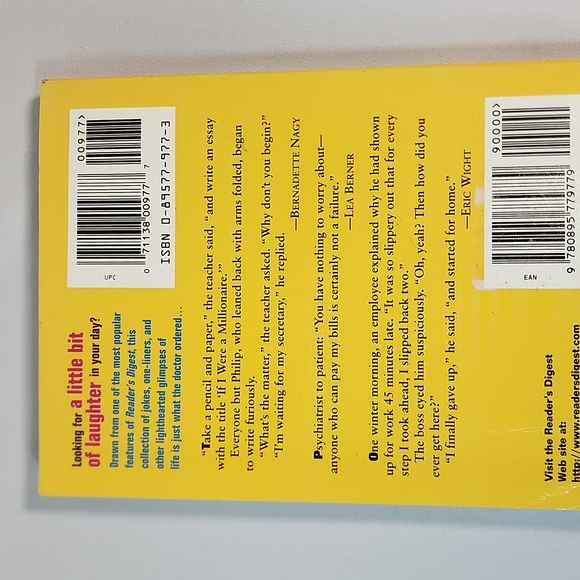 Looking for a little bit
of laughter in your day?
Drawn from one of the most popular
features of Reader's Digest, this
collection of jokes, one-liners, and
other lighthearted glimpses of
life is just what the doctor ordered...
UPC
0 71138 00977 7
00977>
ISBN 0-89577-977-3
"Take a pencil and paper," the teacher said, "and write an essay
with the title 'If I Were a Millionaire.'"
Everyone but Philip, who leaned back with arms folded, began
to write furiously.
"What's the matter," the teacher asked. "Why don't you begin?"
"I'm waiting for my secretary," he replied.
—BERNADETTE NAGY
Psychiatrist to patient: "You have nothing to worry about—
anyone who can pay my bills is certainly not a failure."
—LEA BERNER
One winter morning, an employee explained why he had shown
up for work 45 minutes late. "It was so slippery out that for every
step I took ahead, I slipped back two."
The boss eyed him suspiciously. "Oh, yeah? Then how did you
ever get here?"
"I finally gave up," he said, "and started for home."
—ERIC WIGHT
Visit the Reader's Digest
Web site at:
http://www.readersdigest.com
EAN
9 780895 779779
90000>